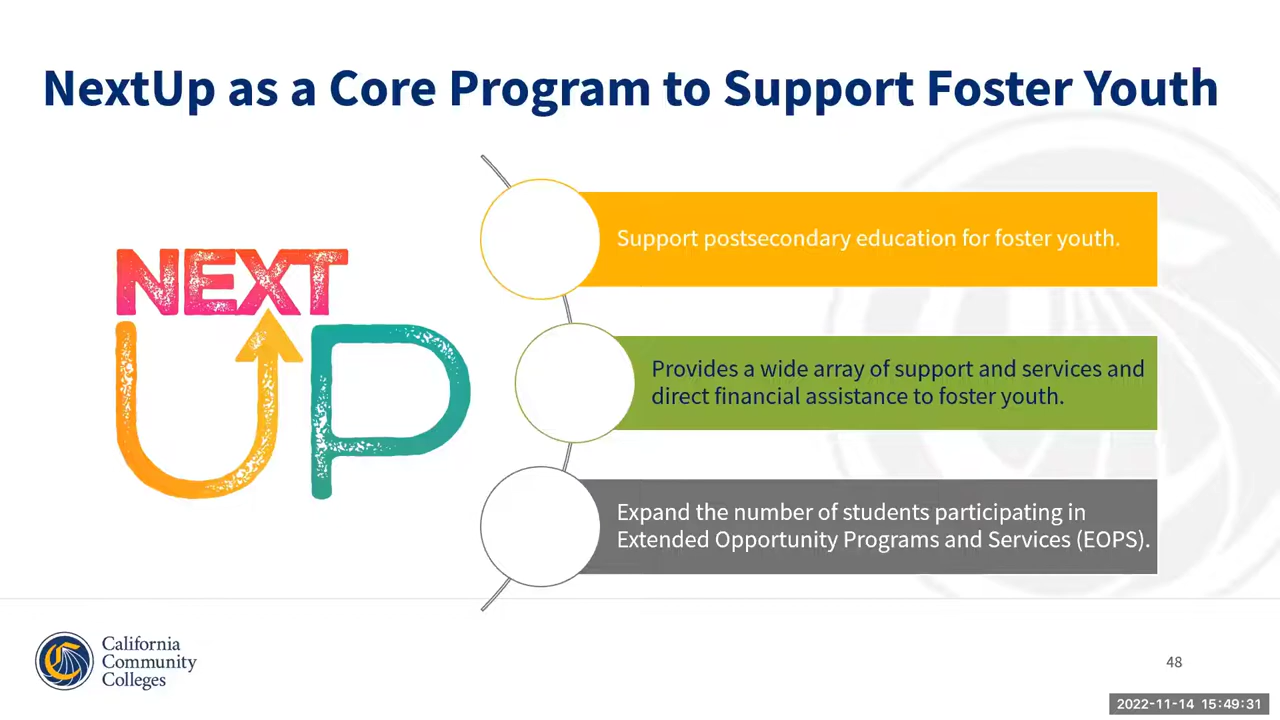 NextUp as a Core Program to Support Foster Youth
NEXT
UP
Support postsecondary education for foster youth.
Provides a wide array of support and services and
direct financial assistance to foster youth.
Expand the number of students participating in
Extended Opportunity Programs and Services (EOPS).
California
Community
Colleges
48
2022-11-14 15:49:31